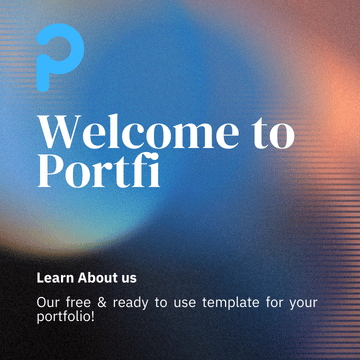 Welcome to
Portfi
Learn About us
Our free & ready to use template for your
portfolio!